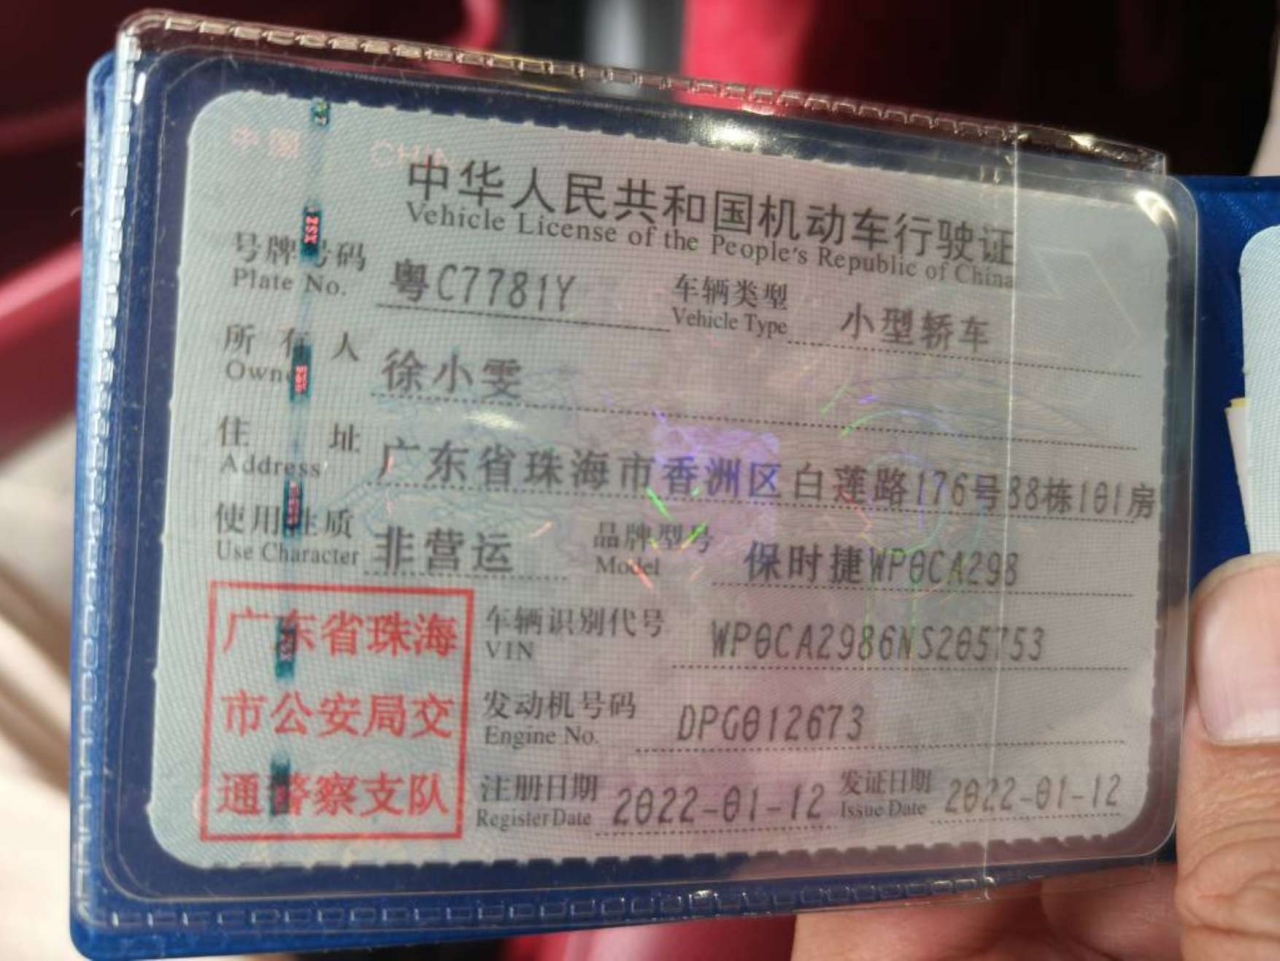 中国 CHINA
中华人民共和国机动车行驶证
Vehicle License of the People's Republic of China
号牌号码 粤C7781Y 车辆类型 小型轿车
Plate No. Vehicle Type
所有人 徐小雯
Owner
住址 广东省珠海市香洲区白莲路176号88栋101房
Address
使用性质 非营运 品牌型号 保时捷WP0CA298
Use Character Model
广东省珠海
市公安局交
通警察支队
车辆识别代号 WP0CA2986NS205753
VIN
发动机号码 DPG012673
Engine No.
注册日期 2022-01-12 发证日期 2022-01-12
Register Date Issue Date